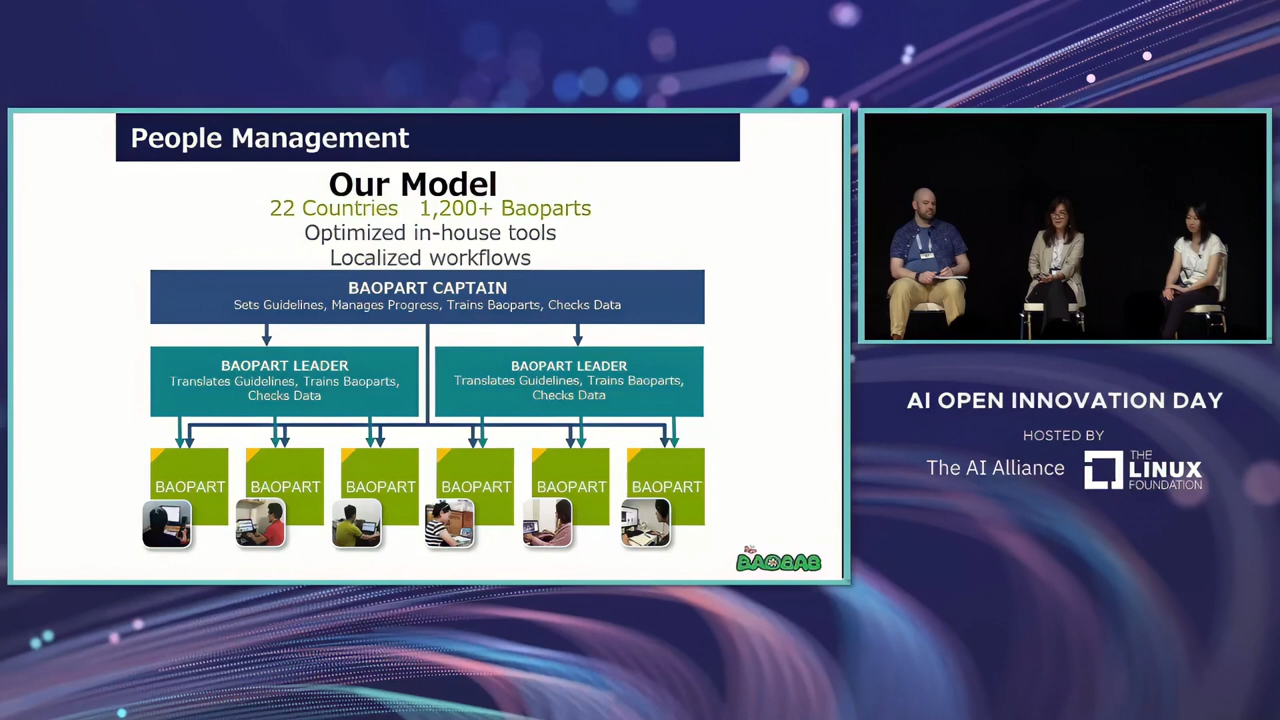 People Management
Our Model
22 Countries 1,200+ Baoparts
Optimized in-house tools
Localized workflows
BAOPART CAPTAIN
Sets Guidelines, Manages Progress, Trains Baoparts, Checks Data
BAOPART LEADER
Translates Guidelines, Trains Baoparts,
Checks Data
BAOPART LEADER
Translates Guidelines, Trains Baoparts,
Checks Data
BAOPART
BAOPART
BAOPART
BAOPART
BAOPART
BAOPART
BAOBAB
AI OPEN INNOVATION DAY
HOSTED BY
The AI Alliance
THE
LINUX
FOUNDATION